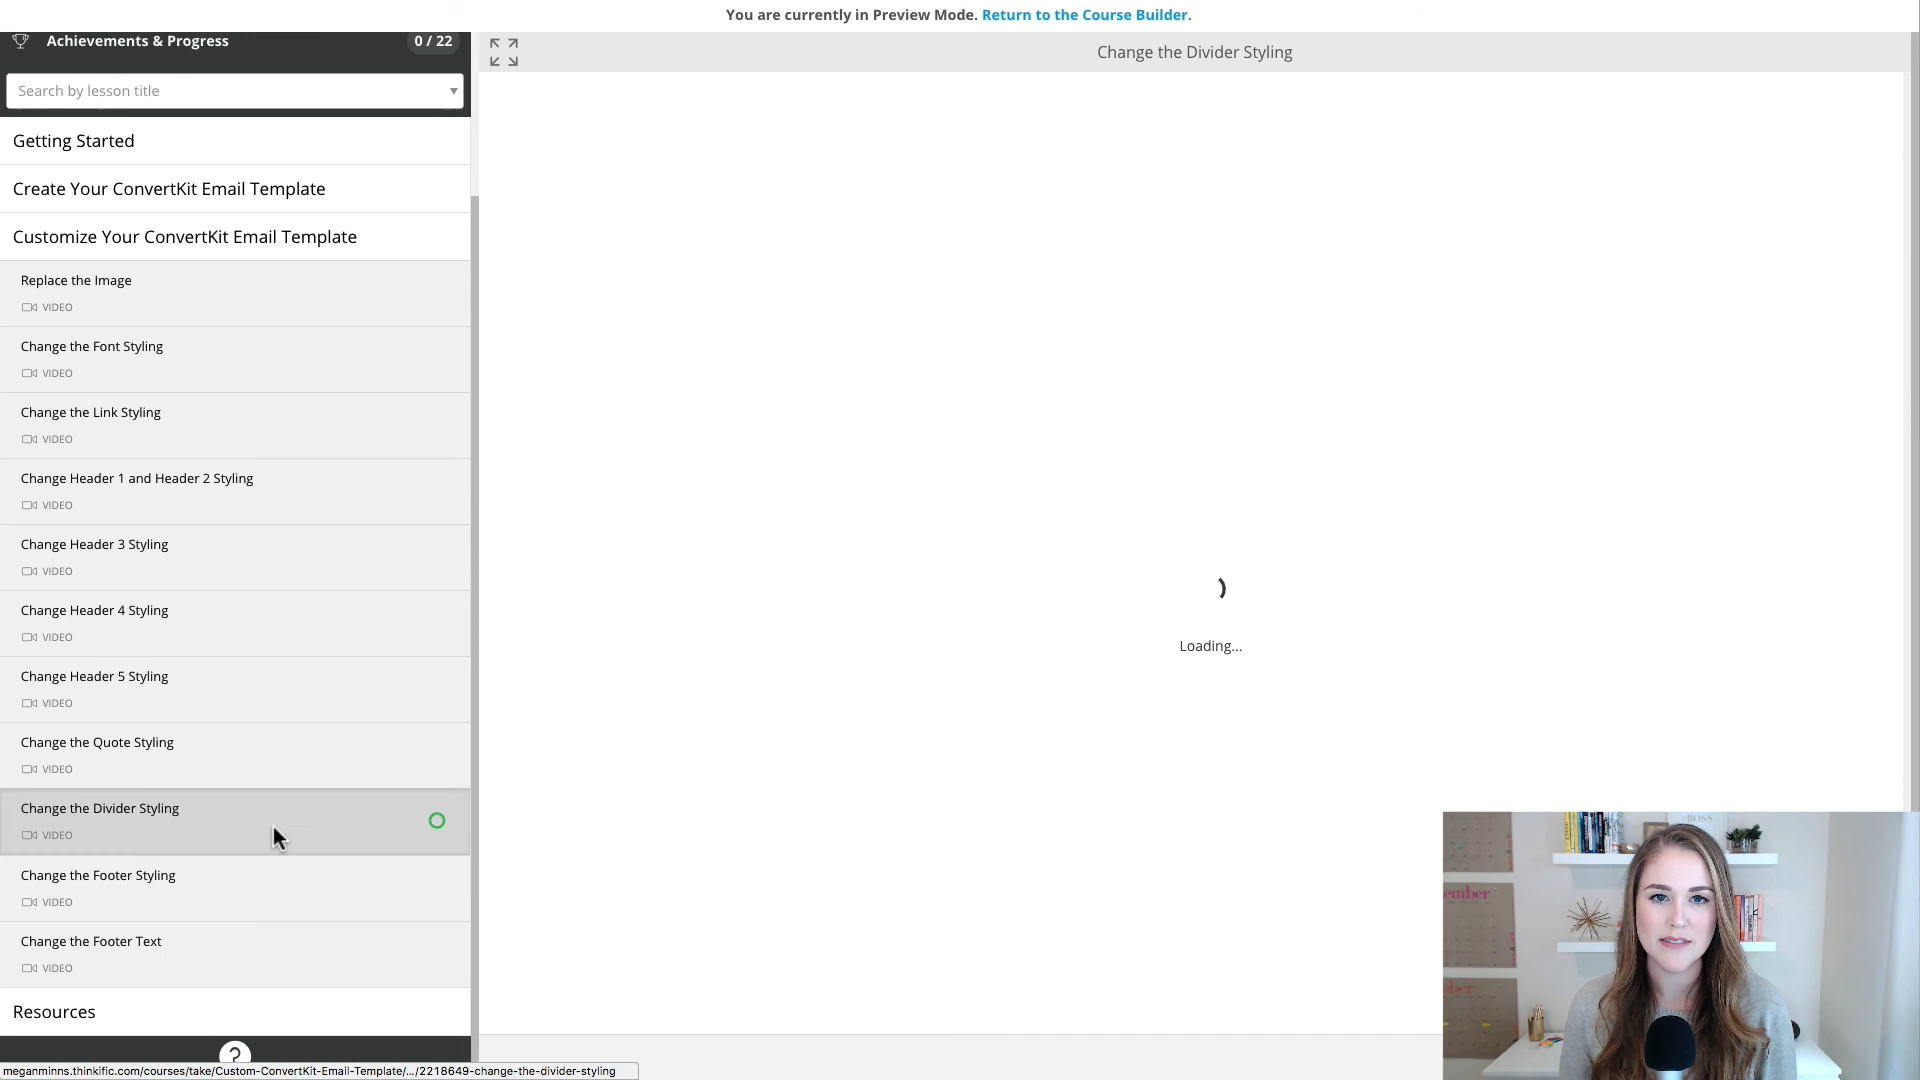 You are currently in Preview Mode. Return to the Course Builder.
Achievements & Progress 0 / 22
Change the Divider Styling
Search by lesson title
Getting Started
Create Your ConvertKit Email Template
Customize Your ConvertKit Email Template
Replace the Image
VIDEO
Change the Font Styling
VIDEO
Change the Link Styling
VIDEO
Change Header 1 and Header 2 Styling
VIDEO
Change Header 3 Styling
VIDEO
Change Header 4 Styling
VIDEO
Change Header 5 Styling
VIDEO
Change the Quote Styling
VIDEO
Change the Divider Styling
VIDEO
Change the Footer Styling
VIDEO
Change the Footer Text
VIDEO
Resources
?
meganminns.thinkific.com/courses/take/Custom-ConvertKit-Email-Template/.../2218649-change-the-divider-styling
Loading...
BOSS
ember
ober